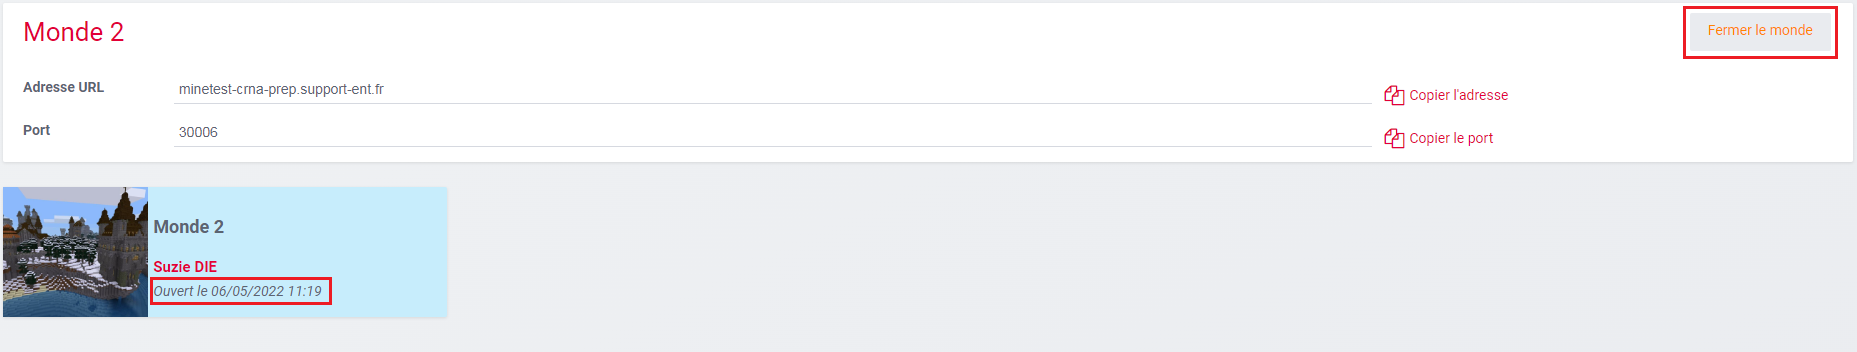 Monde 2
Fermer le monde
Adresse URL
minetest-crna-prep.support-ent.fr
Copier l'adresse
Port
30006
Copier le port
Monde 2
Suzie DIE
Ouvert le 06/05/2022 11:19